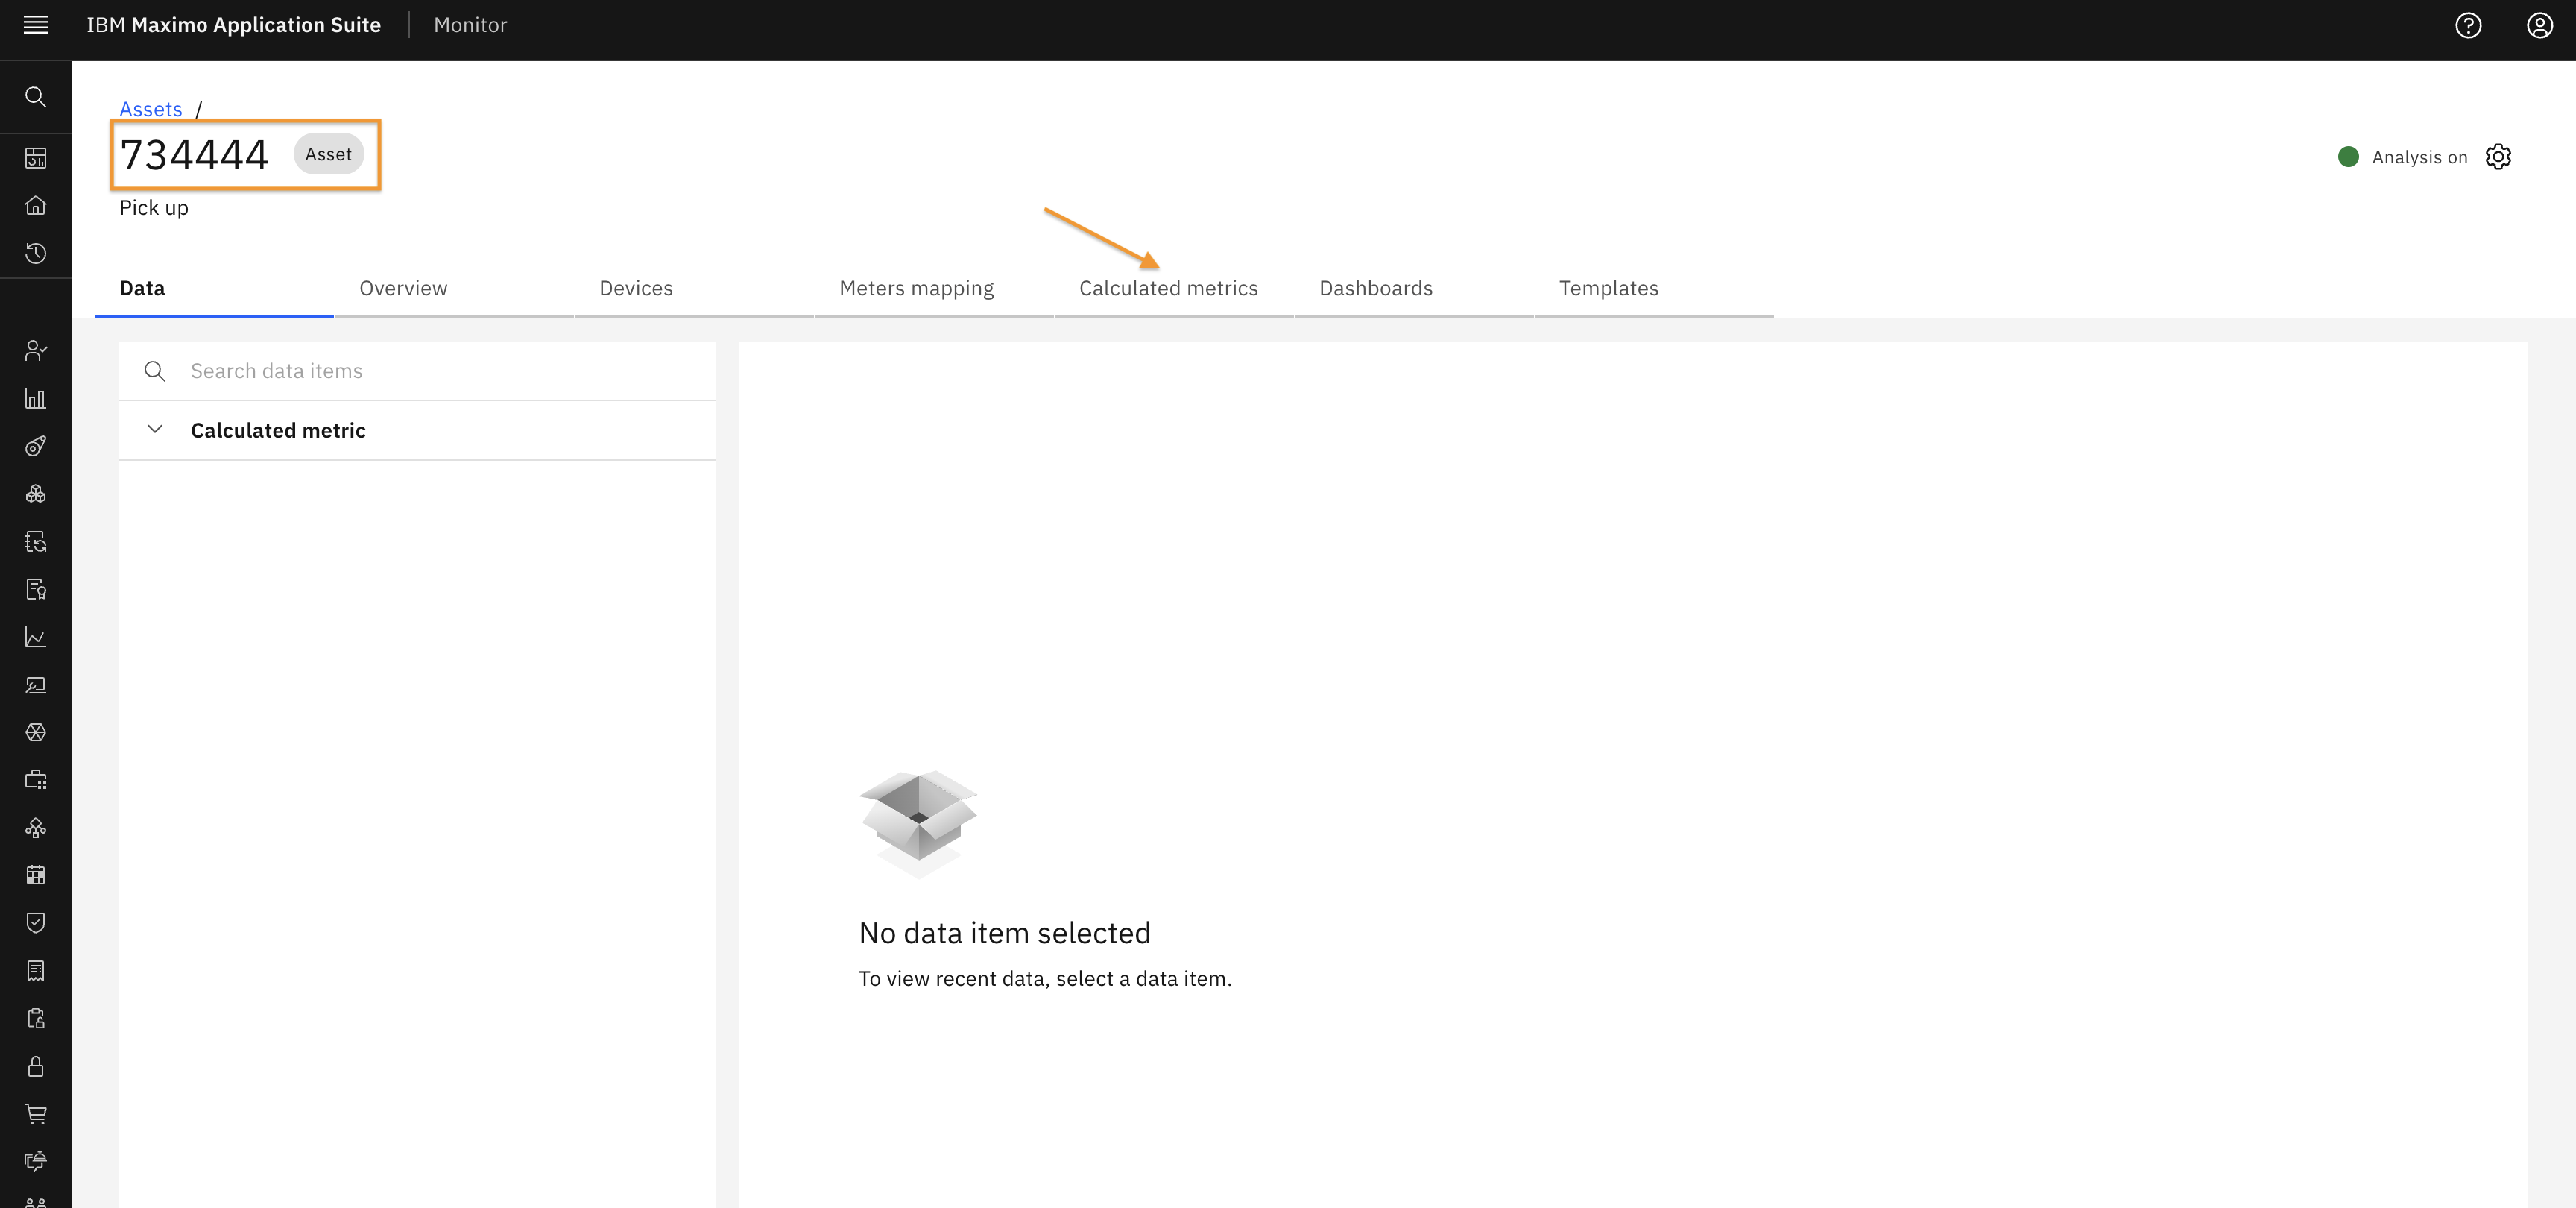 IBM Maximo Application Suite Monitor
Assets /
734444 Asset
Analysis on
Pick up
Data Overview Devices Meters mapping Calculated metrics Dashboards Templates
Search data items
Calculated metric
No data item selected
To view recent data, select a data item.